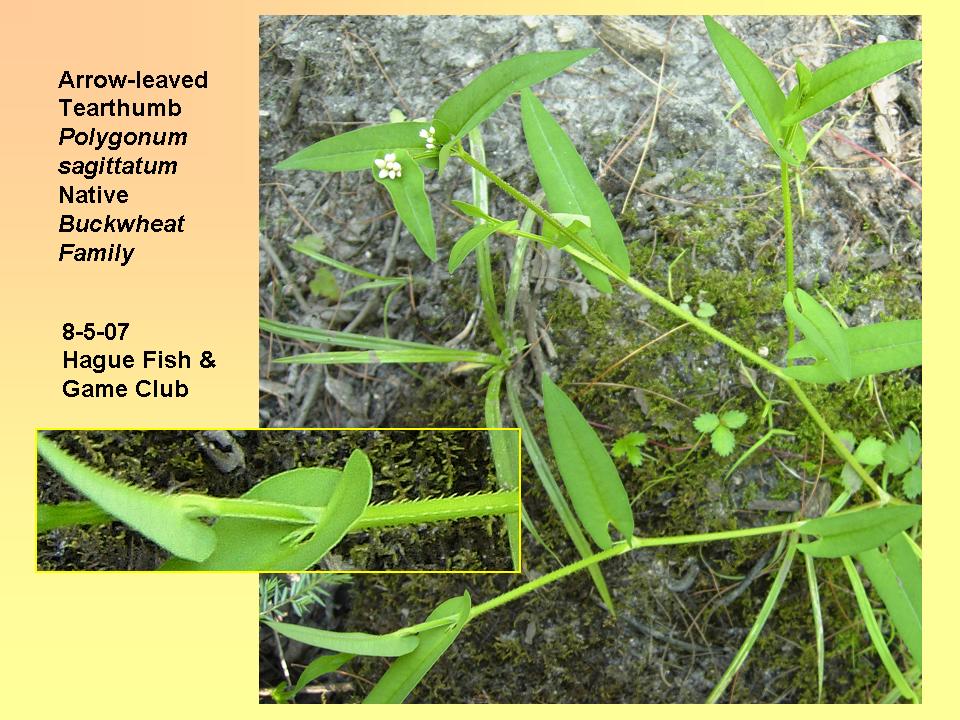 Arrow-leaved
Tearthumb
Polygonum
sagittatum
Native
Buckwheat
Family
8-5-07
Hague Fish &
Game Club